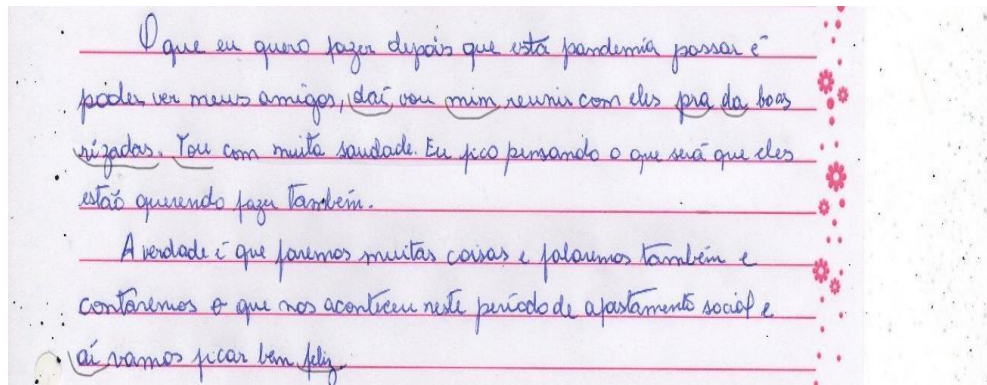 O que eu quero fazer depois que esta pandemia passar é
poder ver meus amigos, daí vou mim reunir com eles pra da boas
rizadas. Tou com muita saudade. Eu fico pensando o que será que eles
estão querendo fazer também.
A verdade é que faremos muitas coisas e falaremos também e
contaremos o que nos aconteceu neste período de afastamento social e
aí vamos ficar bem feliz.